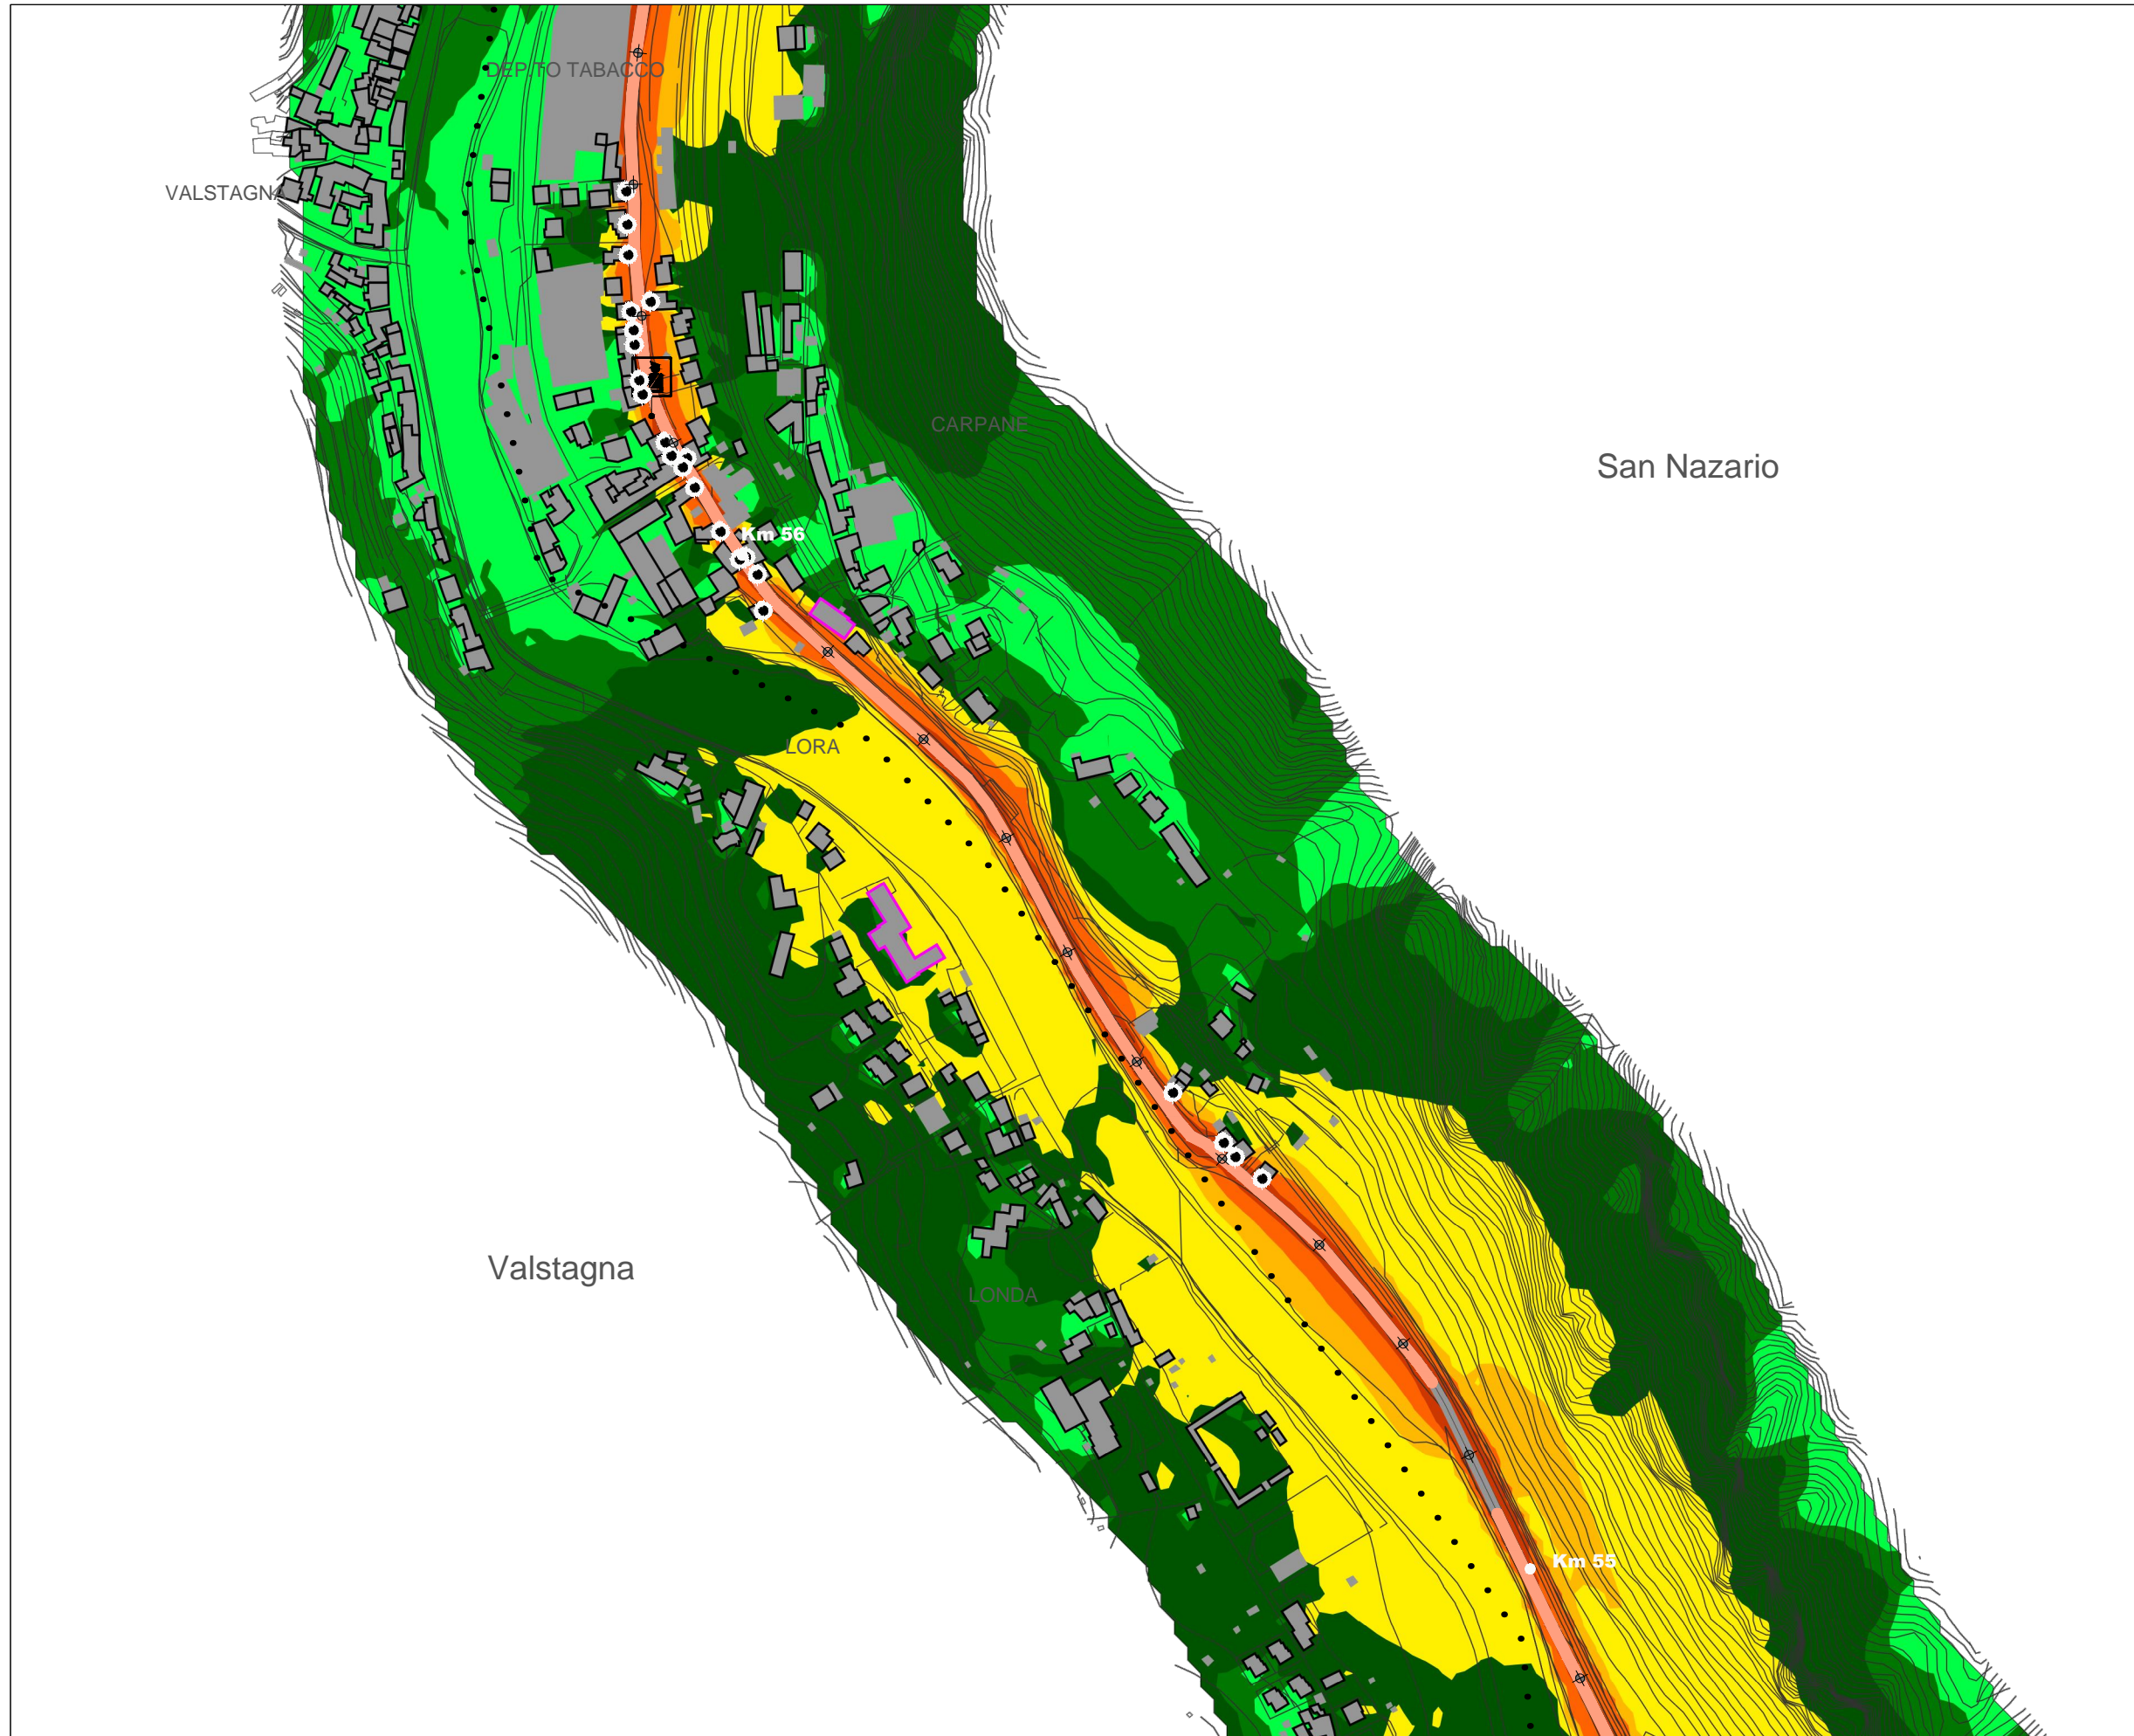 DEP.TO TABACCO
VALSTAGNA
CARPANE
San Nazario
Km 56
LORA
Valstagna
LONDA
Km 55